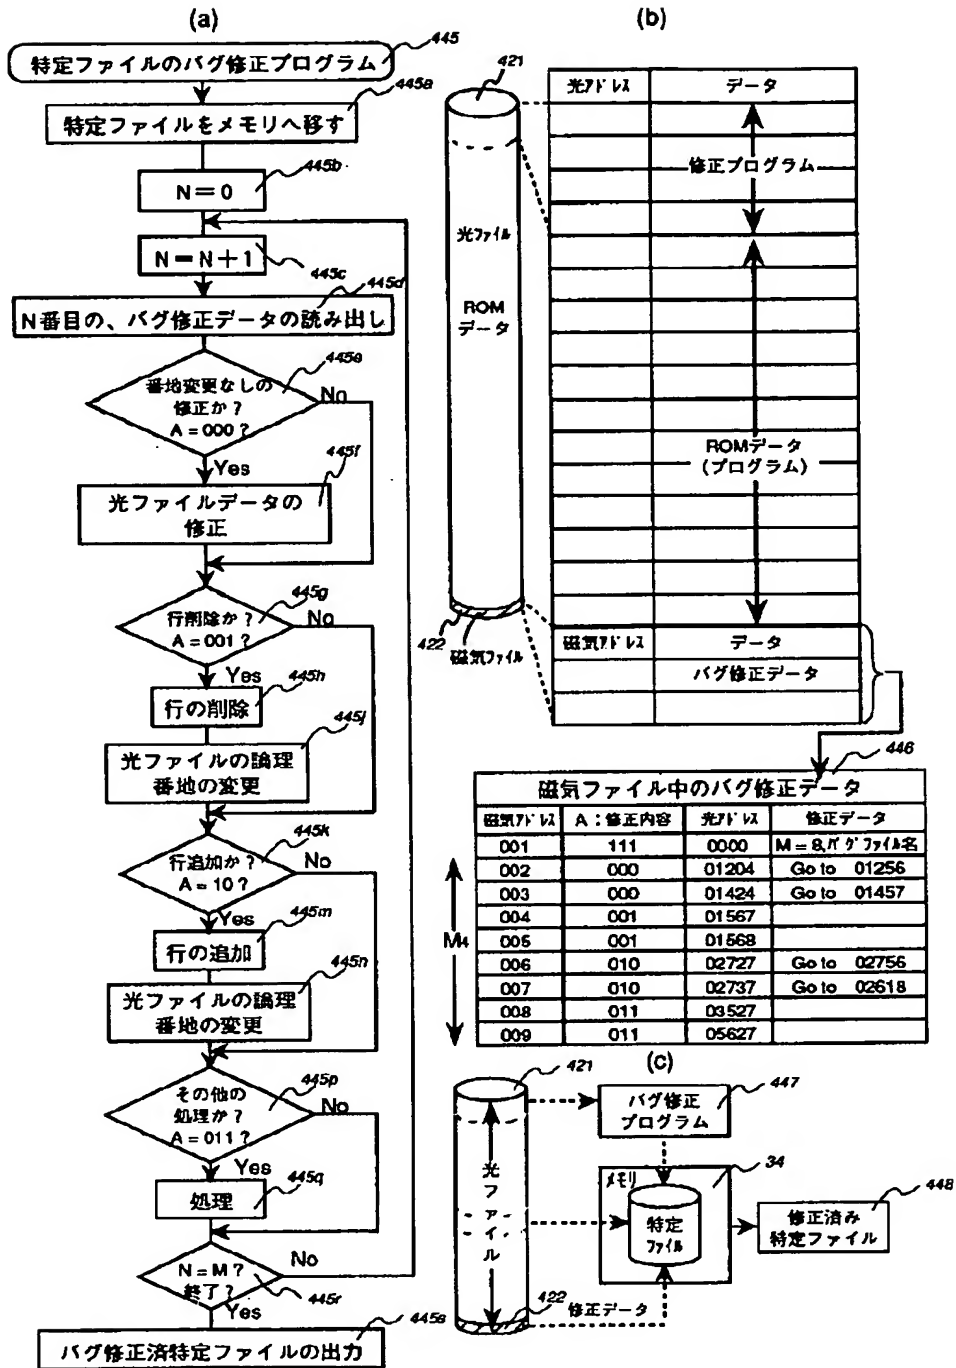 (a)
特定ファイルのバグ修正プログラム
445
特定ファイルをメモリへ移す
445a
N=0
445b
N=N+1
445c
N番目の、バグ修正データの読み出し
445d
番地変更なしの
修正か?
A=000?
445e
No
Yes
光ファイルデータの
修正
445f
行削除か?
A=001?
445g
No
Yes
行の削除
445h
光ファイルの論理
番地の変更
445j
行追加か?
A=10?
445k
No
Yes
行の追加
445m
光ファイルの論理
番地の変更
445n
その他の
処理か?
A=011?
445p
No
Yes
処理
445q
N=M?
終了?
445r
No
Yes
バグ修正済特定ファイルの出力
445s
(b)
421
光ファイル
ROM
データ
422
磁気ファイル
光アドレス データ
修正プログラム
ROMデータ
(プログラム)
磁気アドレス データ
バグ修正データ
446
磁気ファイル中のバグ修正データ
磁気アドレス A:修正内容 光アドレス 修正データ
001 111 0000 M=8,バグファイル名
002 000 01204 Go to 01256
003 000 01424 Go to 01457
004 001 01567
005 001 01568
006 010 02727 Go to 02756
007 010 02737 Go to 02618
008 011 03527
009 011 05627
M4
(c)
421
光ファイル
422
修正データ
バグ修正
プログラム
447
メモリ
34
特定
ファイル
修正済み
特定ファイル
448